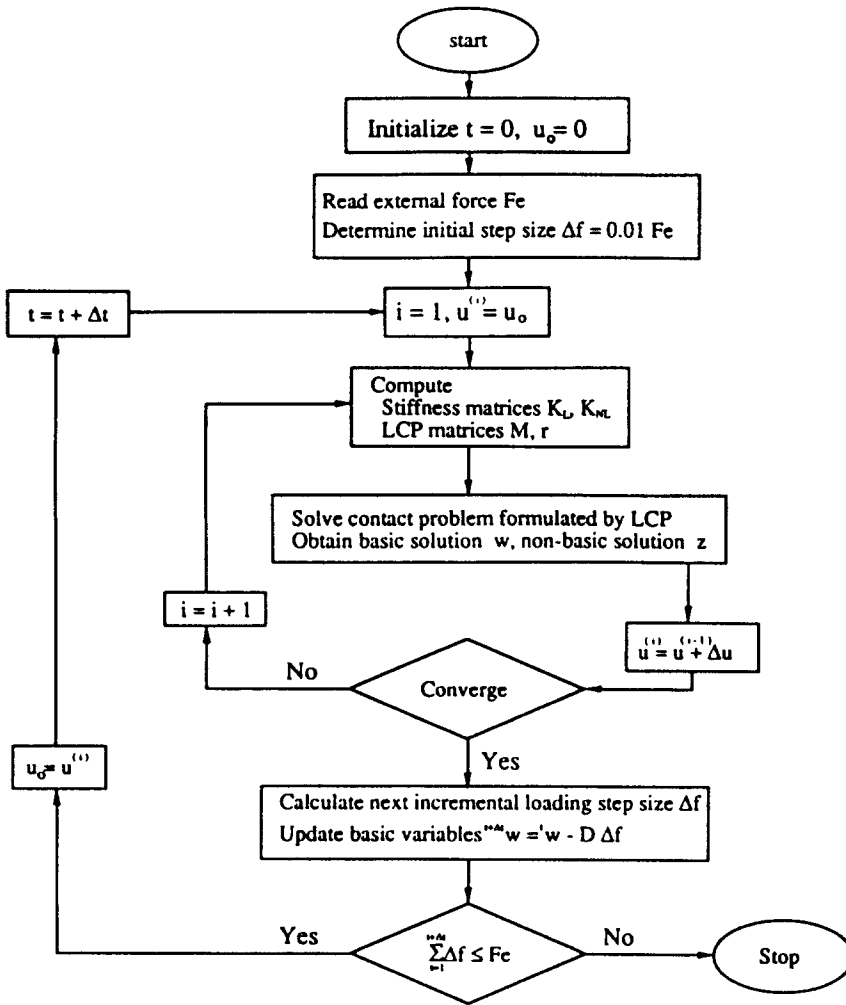 start
Initialize t = 0, u₀ = 0
Read external force Fe
Determine initial step size Δf = 0.01 Fe
t = t + Δt
i = 1, u⁽ⁱ⁾ = u₀
Compute
Stiffness matrices K_L, K_NL
LCP matrices M, r
Solve contact problem formulated by LCP
Obtain basic solution w, non-basic solution z
i = i + 1
u⁽ⁱ⁾ = u⁽ⁱ⁻¹⁾ + Δu
No
Converge
Yes
u₀ = u⁽ⁱ⁾
Calculate next incremental loading step size Δf
Update basic variables ᵗ⁺ᐃᵗw = ᵗw - D Δf
Yes
∑Δf ≤ Fe
No
Stop